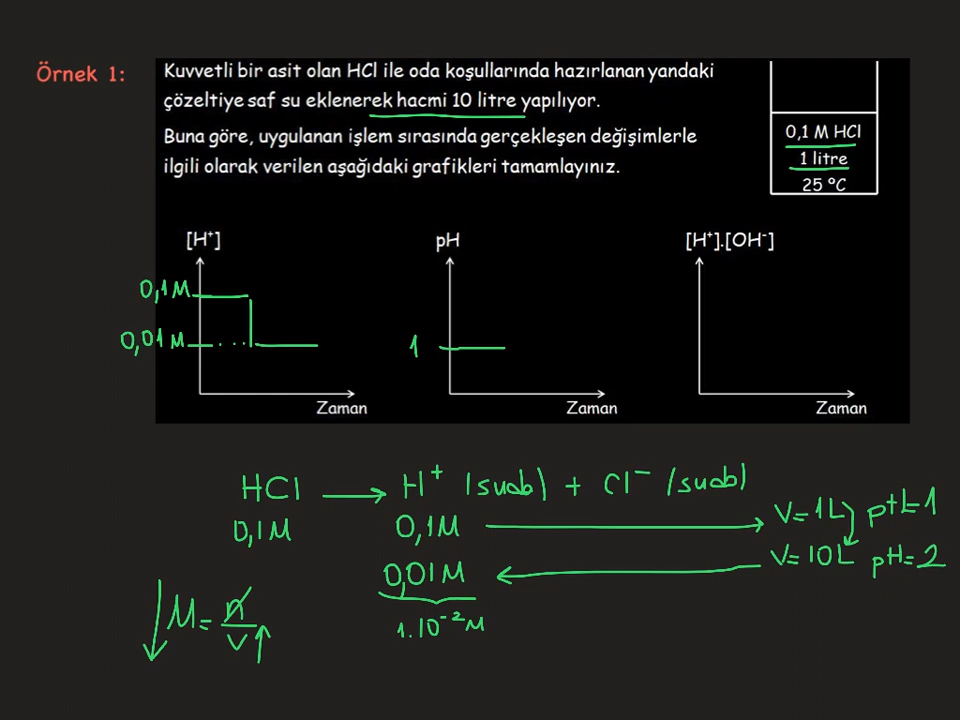 Örnek 1:
Kuvvetli bir asit olan HCl ile oda koşullarında hazırlanan yandaki
çözeltiye saf su eklenerek hacmi 10 litre yapılıyor.
Buna göre, uygulanan işlem sırasında gerçekleşen değişimlerle
ilgili olarak verilen aşağıdaki grafikleri tamamlayınız.
0,1 M HCl
1 litre
25 °C
[H⁺]
0,1M
0,01M
Zaman
pH
1
Zaman
[H⁺].[OH⁻]
Zaman
HCl → H⁺ (suda) + Cl⁻ (suda)
0,1M 0,1M → V=1L pH=1
0,01M ← V=10L pH=2
1.10⁻²M
↓ M = n/V ↑